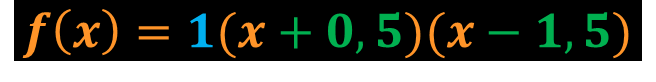 f(x) = 1(x + 0,5)(x − 1,5)